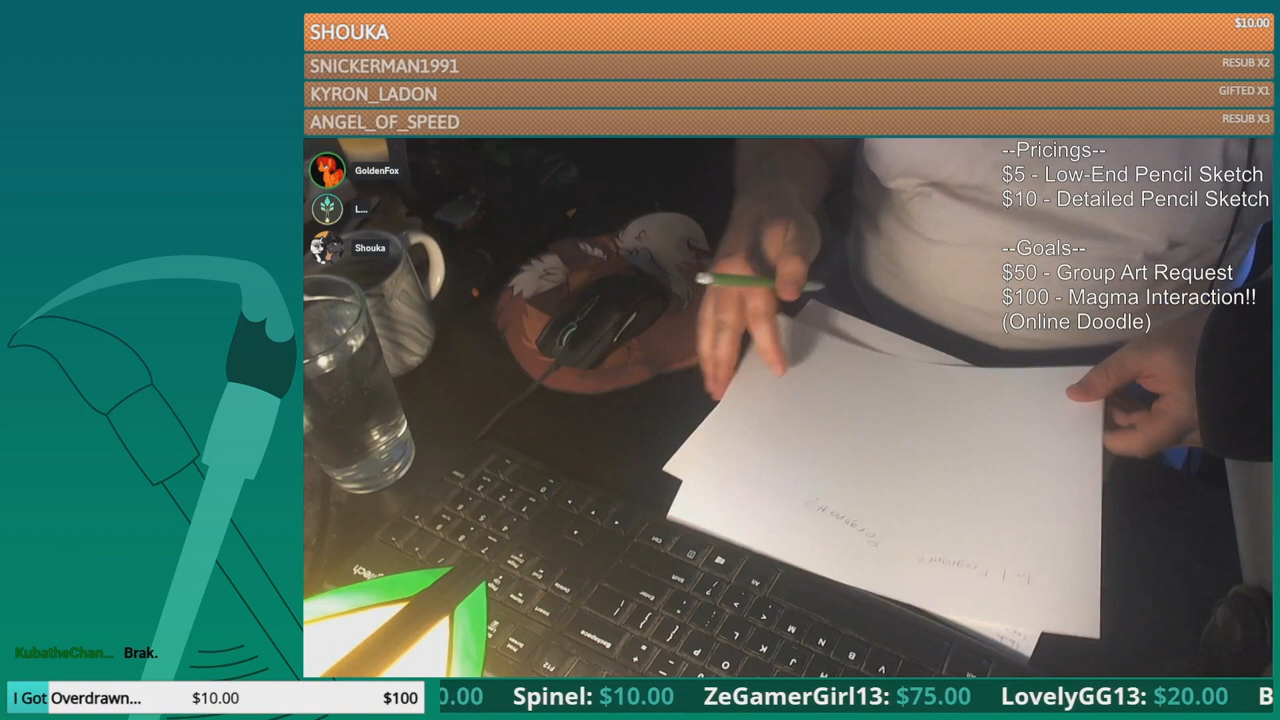 SHOUKA
$10.00
SNICKERMAN1991
RESUB X2
KYRON_LADON
GIFTED X1
ANGEL_OF_SPEED
RESUB X3
GoldenFox
L...
Shouka
--Pricings--
$5 - Low-End Pencil Sketch
$10 - Detailed Pencil Sketch
--Goals--
$50 - Group Art Request
$100 - Magma Interaction!!
(Online Doodle)
KubatheChan... Brak.
I Got Overdrawn... $10.00 $100
0.00 Spinel: $10.00 ZeGamerGirl13: $75.00 LovelyGG13: $20.00 B